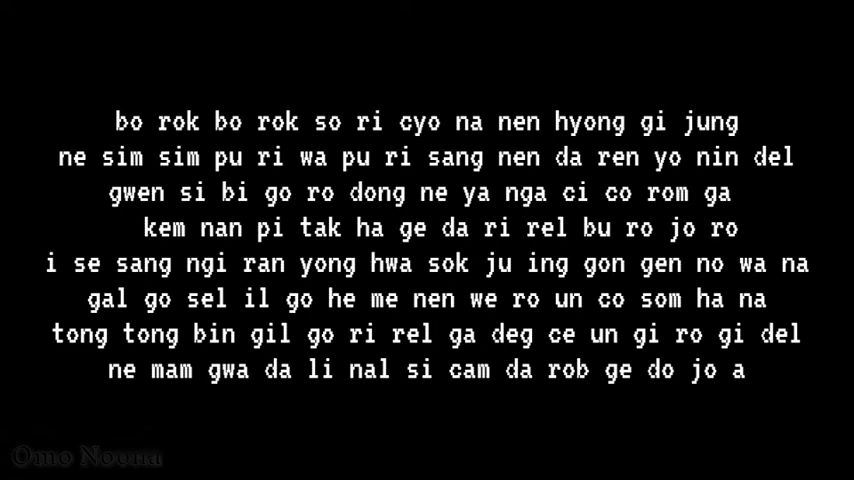 bo rok bo rok so ri cyo na nen hyong gi jung
ne sim sim pu ri wa pu ri sang nen da ren yo nin del
gwen si bi go ro dong ne ya nga ci co rom ga
kem nan pi tak ha ge da ri rel bu ro jo ro
i se sang ngi ran yong hwa sok ju ing gon gen no wa na
gal go sel il go he me nen we ro un co som ha na
tong tong bin gil go ri rel ga deg ce un gi ro gi del
ne mam gwa da li nal si cam da rob ge do jo a
Omo Noona